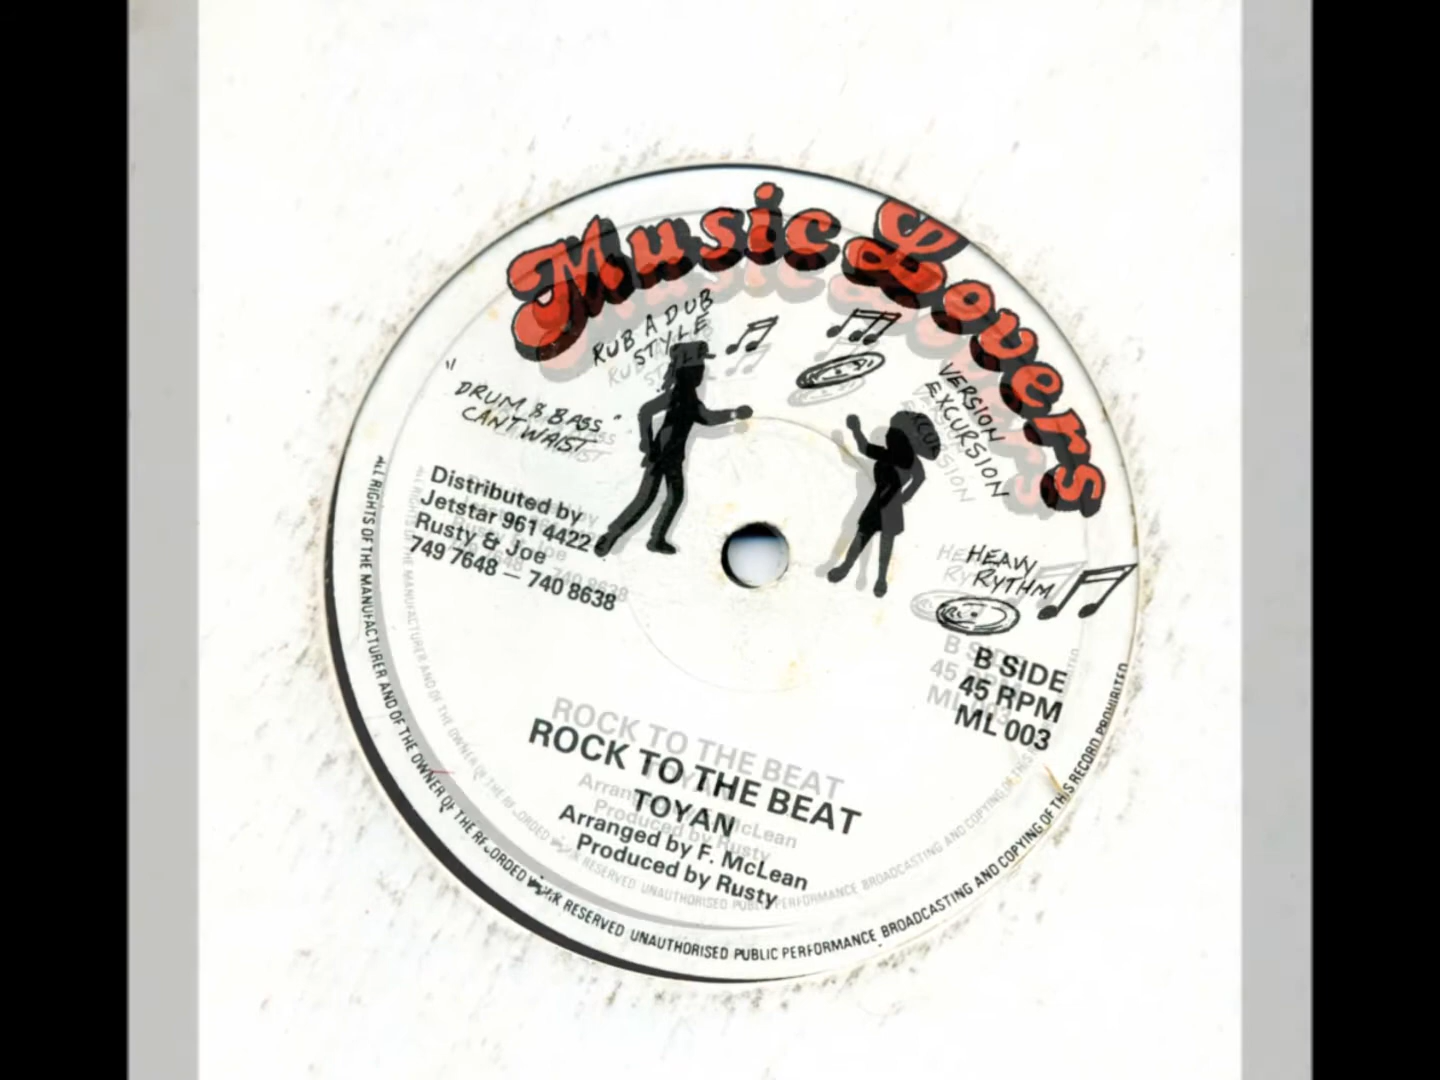 Music Lovers
RUB A DUB
STYLE
"DRUM & BASS"
CANT WAIST
VERSION
EXCURSION
HEAVY
RYTHM
Distributed by
Jetstar 961 4422
Rusty & Joe
749 7648 — 740 8638
B SIDE
45 RPM
ML 003
ROCK TO THE BEAT
TOYAN
Arranged by F. McLean
Produced by Rusty
ALL RIGHTS OF THE MANUFACTURER AND OF THE OWNER OF THE RECORDED WORK RESERVED UNAUTHORISED PUBLIC PERFORMANCE BROADCASTING AND COPYING OF THIS RECORD PROHIBITED